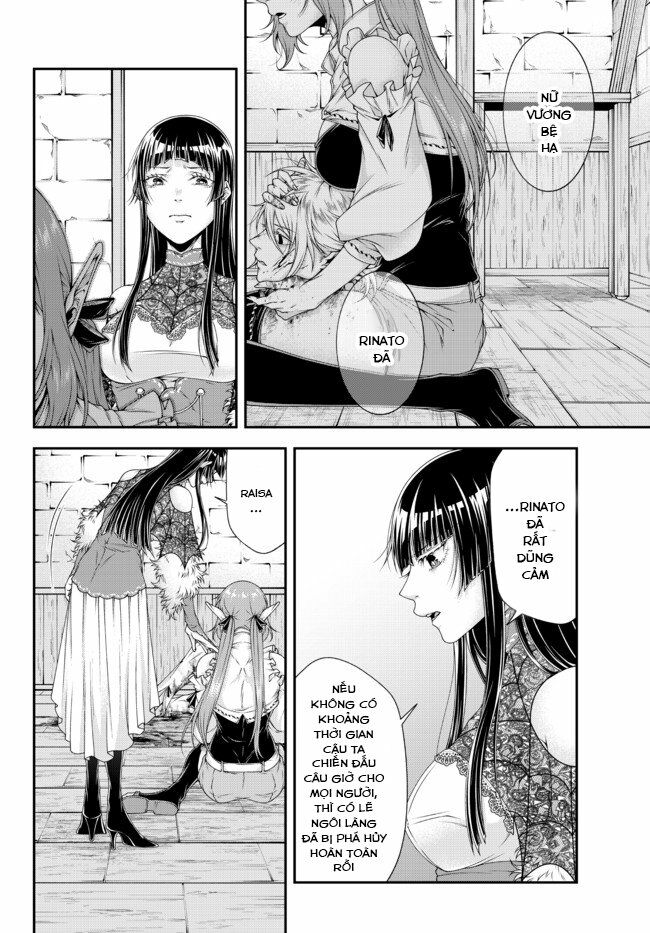 NỮ
VƯƠNG
BỆ
HẠ
RINATO
ĐÃ
...RINATO
ĐÃ
RẤT
DŨNG
CẢM
NẾU
KHÔNG CÓ
KHOẢNG
THỜI GIAN
CẬU TA
CHIẾN ĐẤU
CÂU GIỜ CHO
MỌI NGƯỜI,
THÌ CÓ LẼ
NGÔI LÀNG
ĐÃ BỊ PHÁ HỦY
HOÀN TOÀN
RỒI
RAISA
...